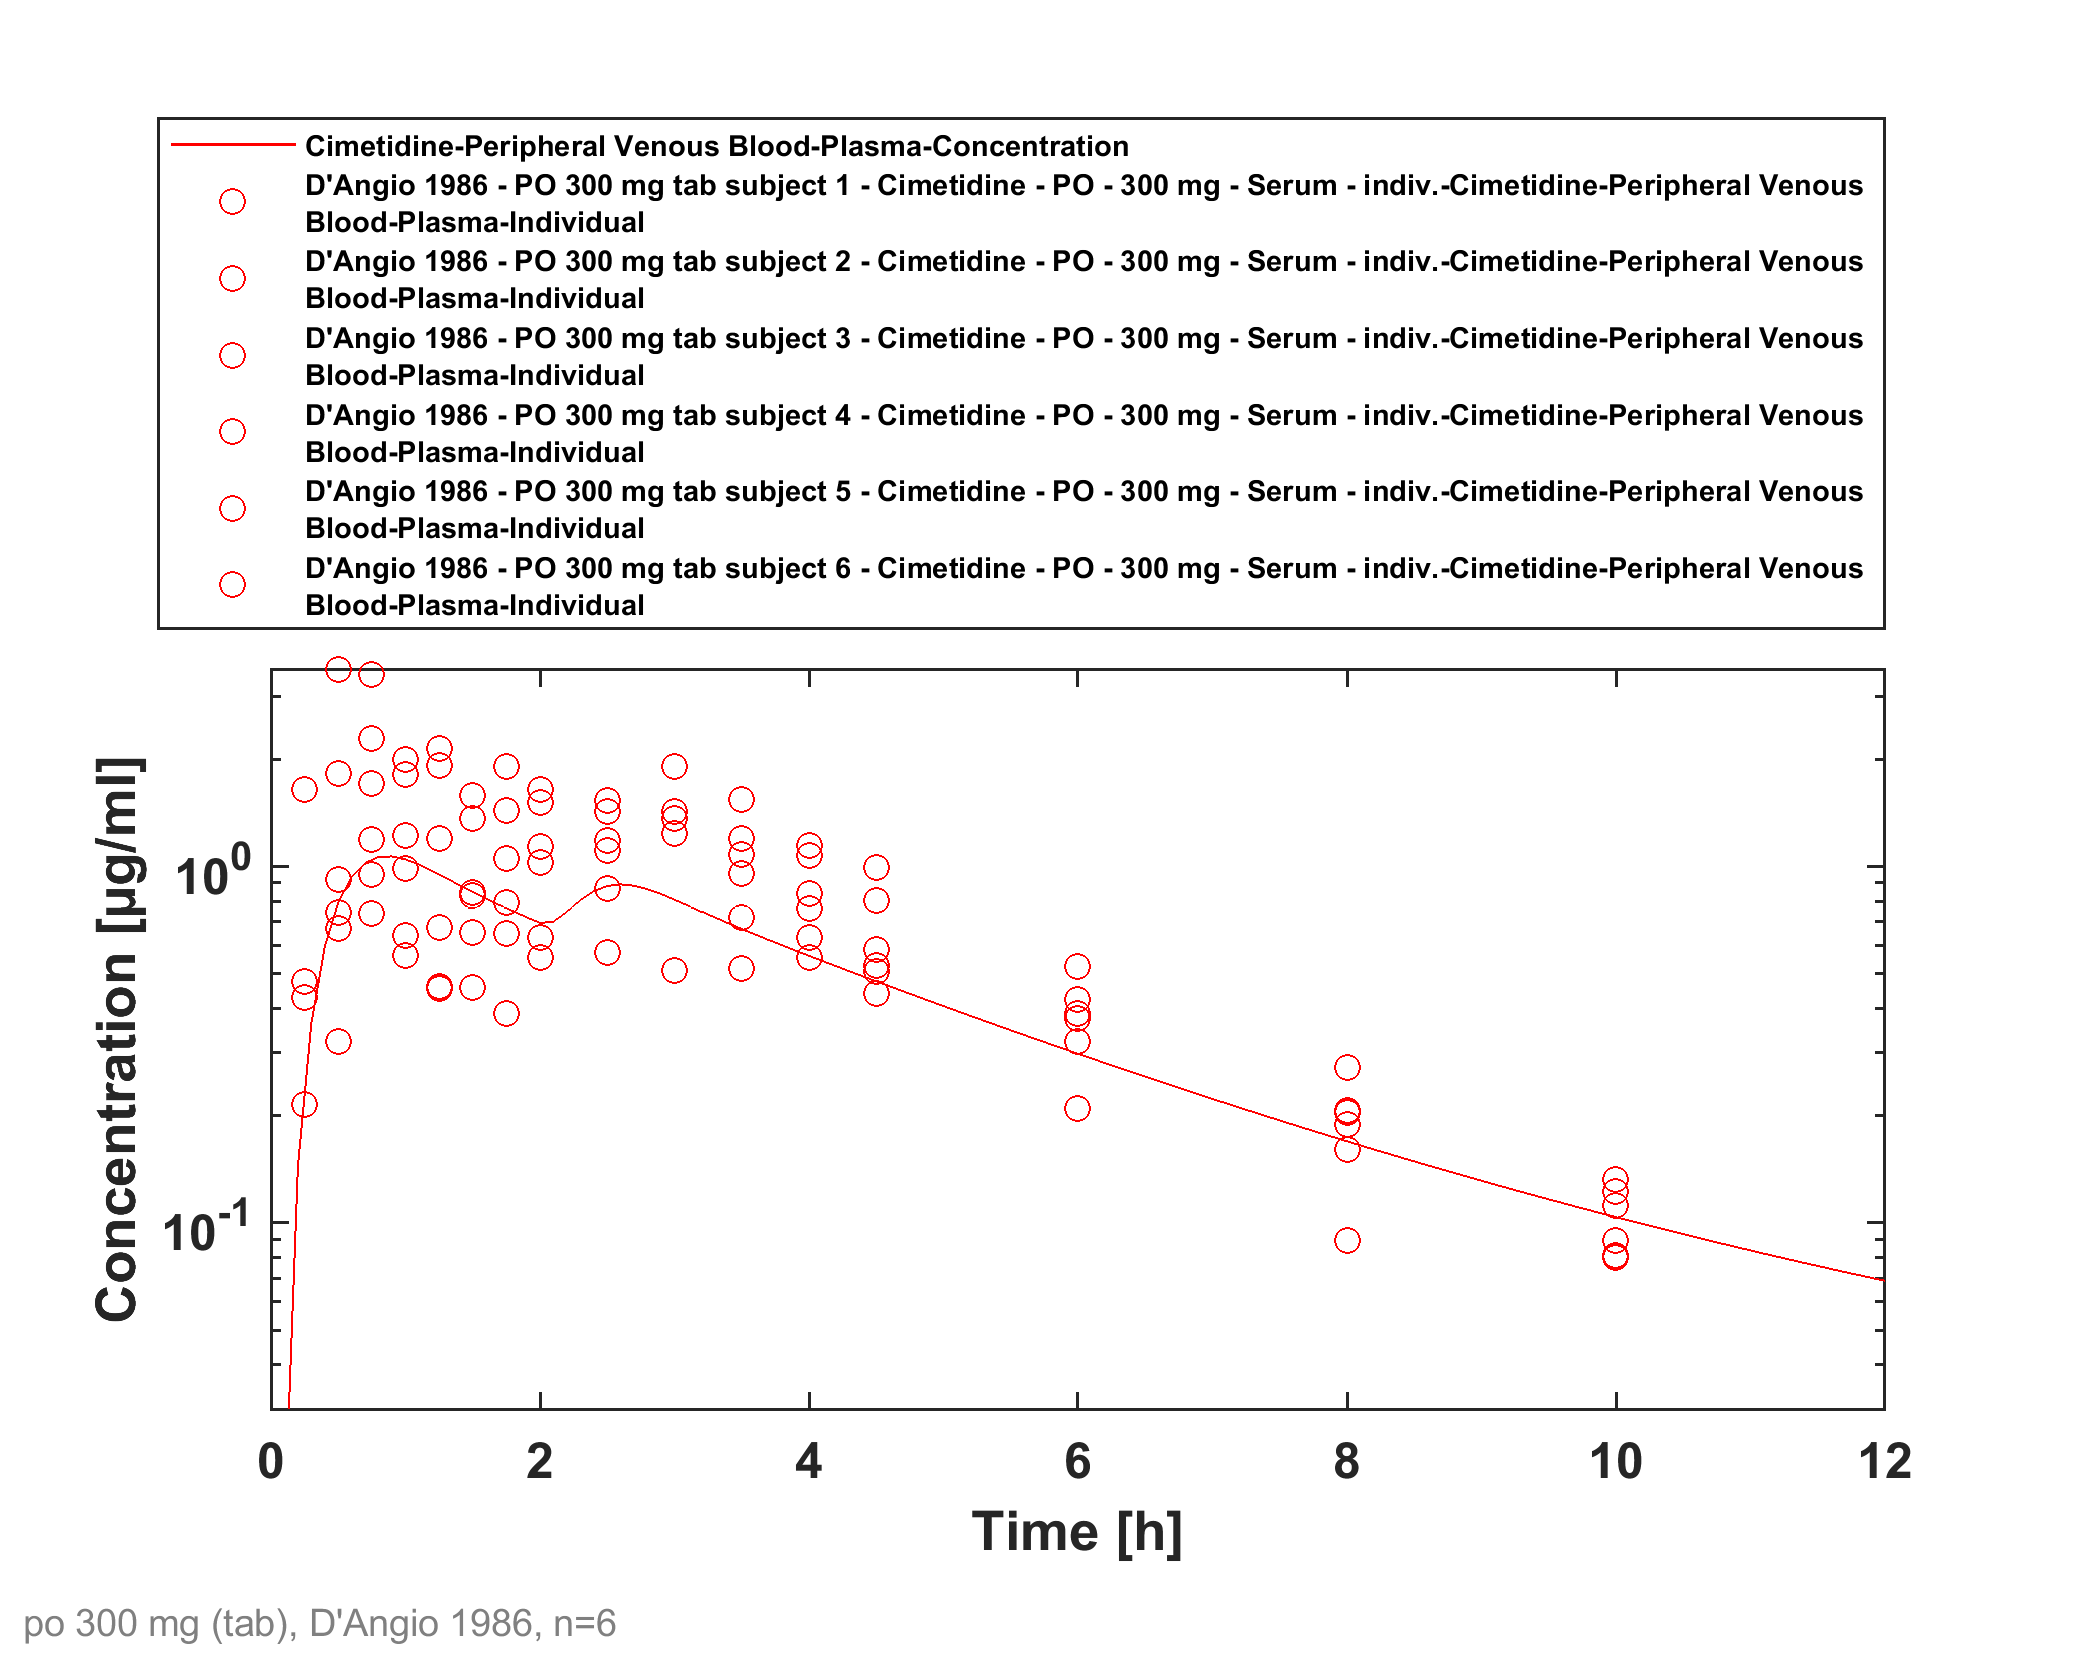 Cimetidine-Peripheral Venous Blood-Plasma-Concentration
D'Angio 1986 - PO 300 mg tab subject 1 - Cimetidine - PO - 300 mg - Serum - indiv.-Cimetidine-Peripheral Venous
Blood-Plasma-Individual
D'Angio 1986 - PO 300 mg tab subject 2 - Cimetidine - PO - 300 mg - Serum - indiv.-Cimetidine-Peripheral Venous
Blood-Plasma-Individual
D'Angio 1986 - PO 300 mg tab subject 3 - Cimetidine - PO - 300 mg - Serum - indiv.-Cimetidine-Peripheral Venous
Blood-Plasma-Individual
D'Angio 1986 - PO 300 mg tab subject 4 - Cimetidine - PO - 300 mg - Serum - indiv.-Cimetidine-Peripheral Venous
Blood-Plasma-Individual
D'Angio 1986 - PO 300 mg tab subject 5 - Cimetidine - PO - 300 mg - Serum - indiv.-Cimetidine-Peripheral Venous
Blood-Plasma-Individual
D'Angio 1986 - PO 300 mg tab subject 6 - Cimetidine - PO - 300 mg - Serum - indiv.-Cimetidine-Peripheral Venous
Blood-Plasma-Individual
Concentration [µg/ml]
10^0
10^-1
0 2 4 6 8 10 12
Time [h]
po 300 mg (tab), D'Angio 1986, n=6